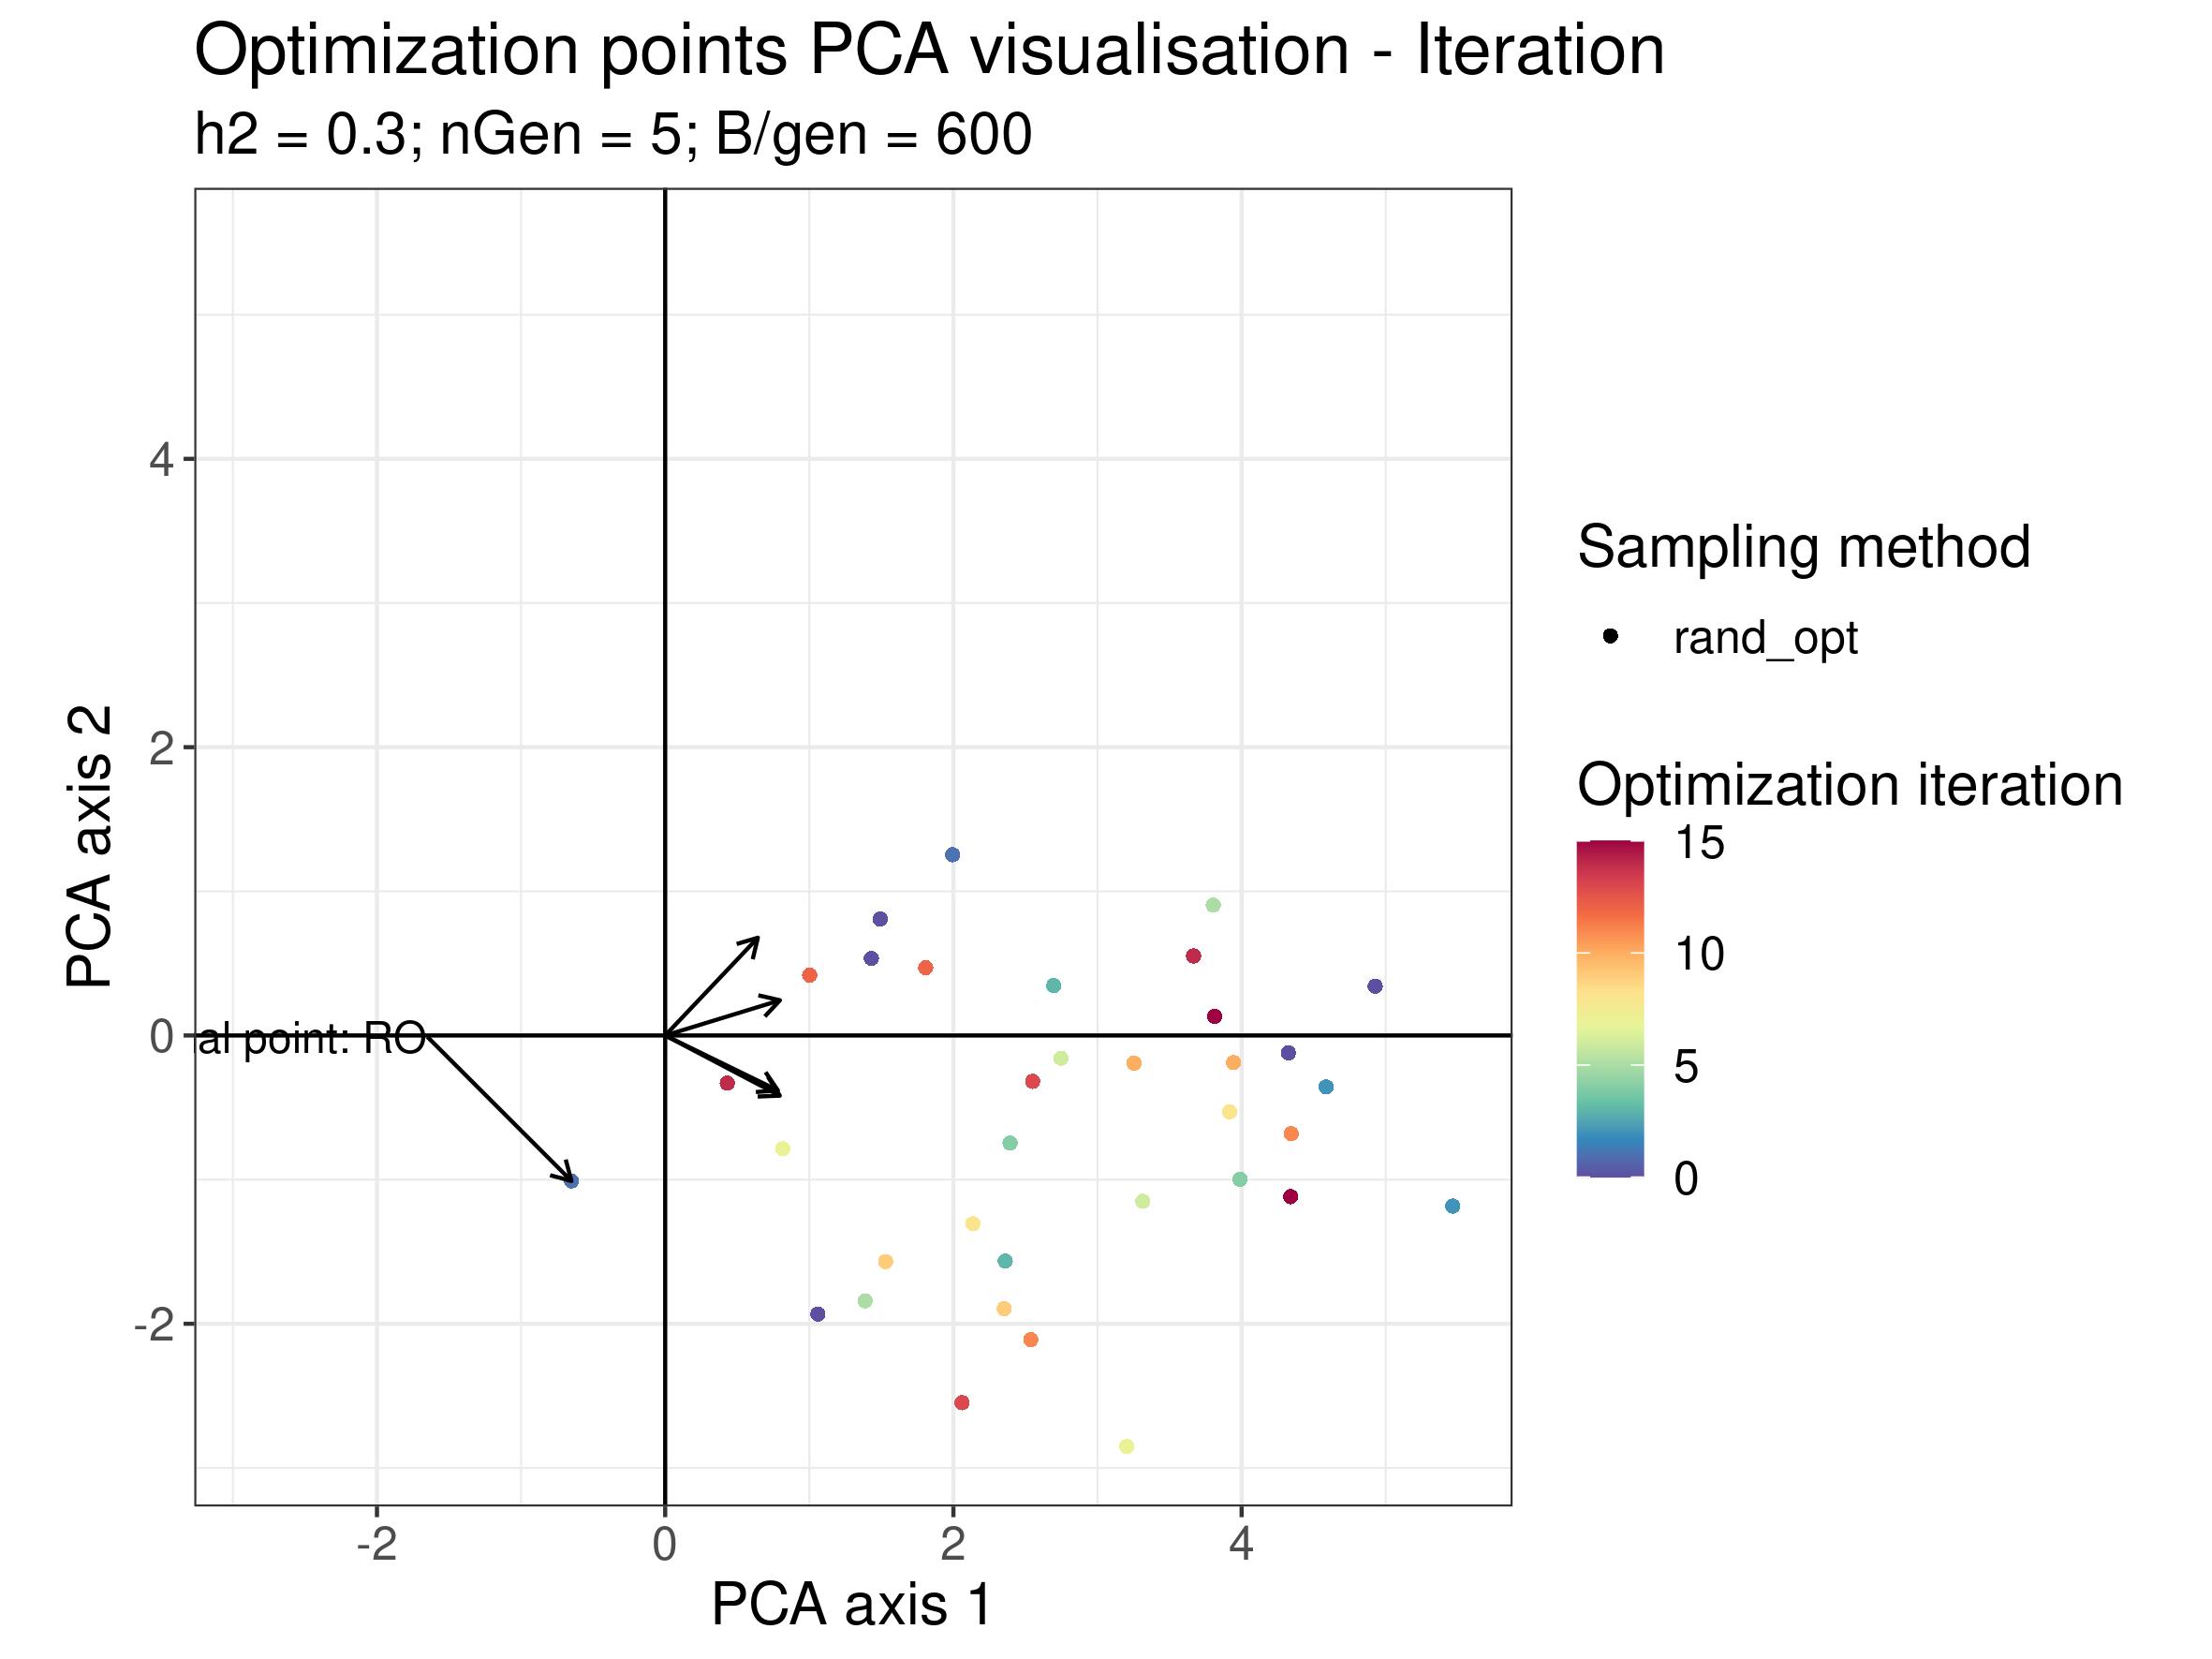 Optimization points PCA visualisation - Iteration
h2 = 0.3; nGen = 5; B/gen = 600
PCA axis 2
4
2
0
-2
al point: RO
-2 0 2 4
PCA axis 1
Sampling method
rand_opt
Optimization iteration
15
10
5
0